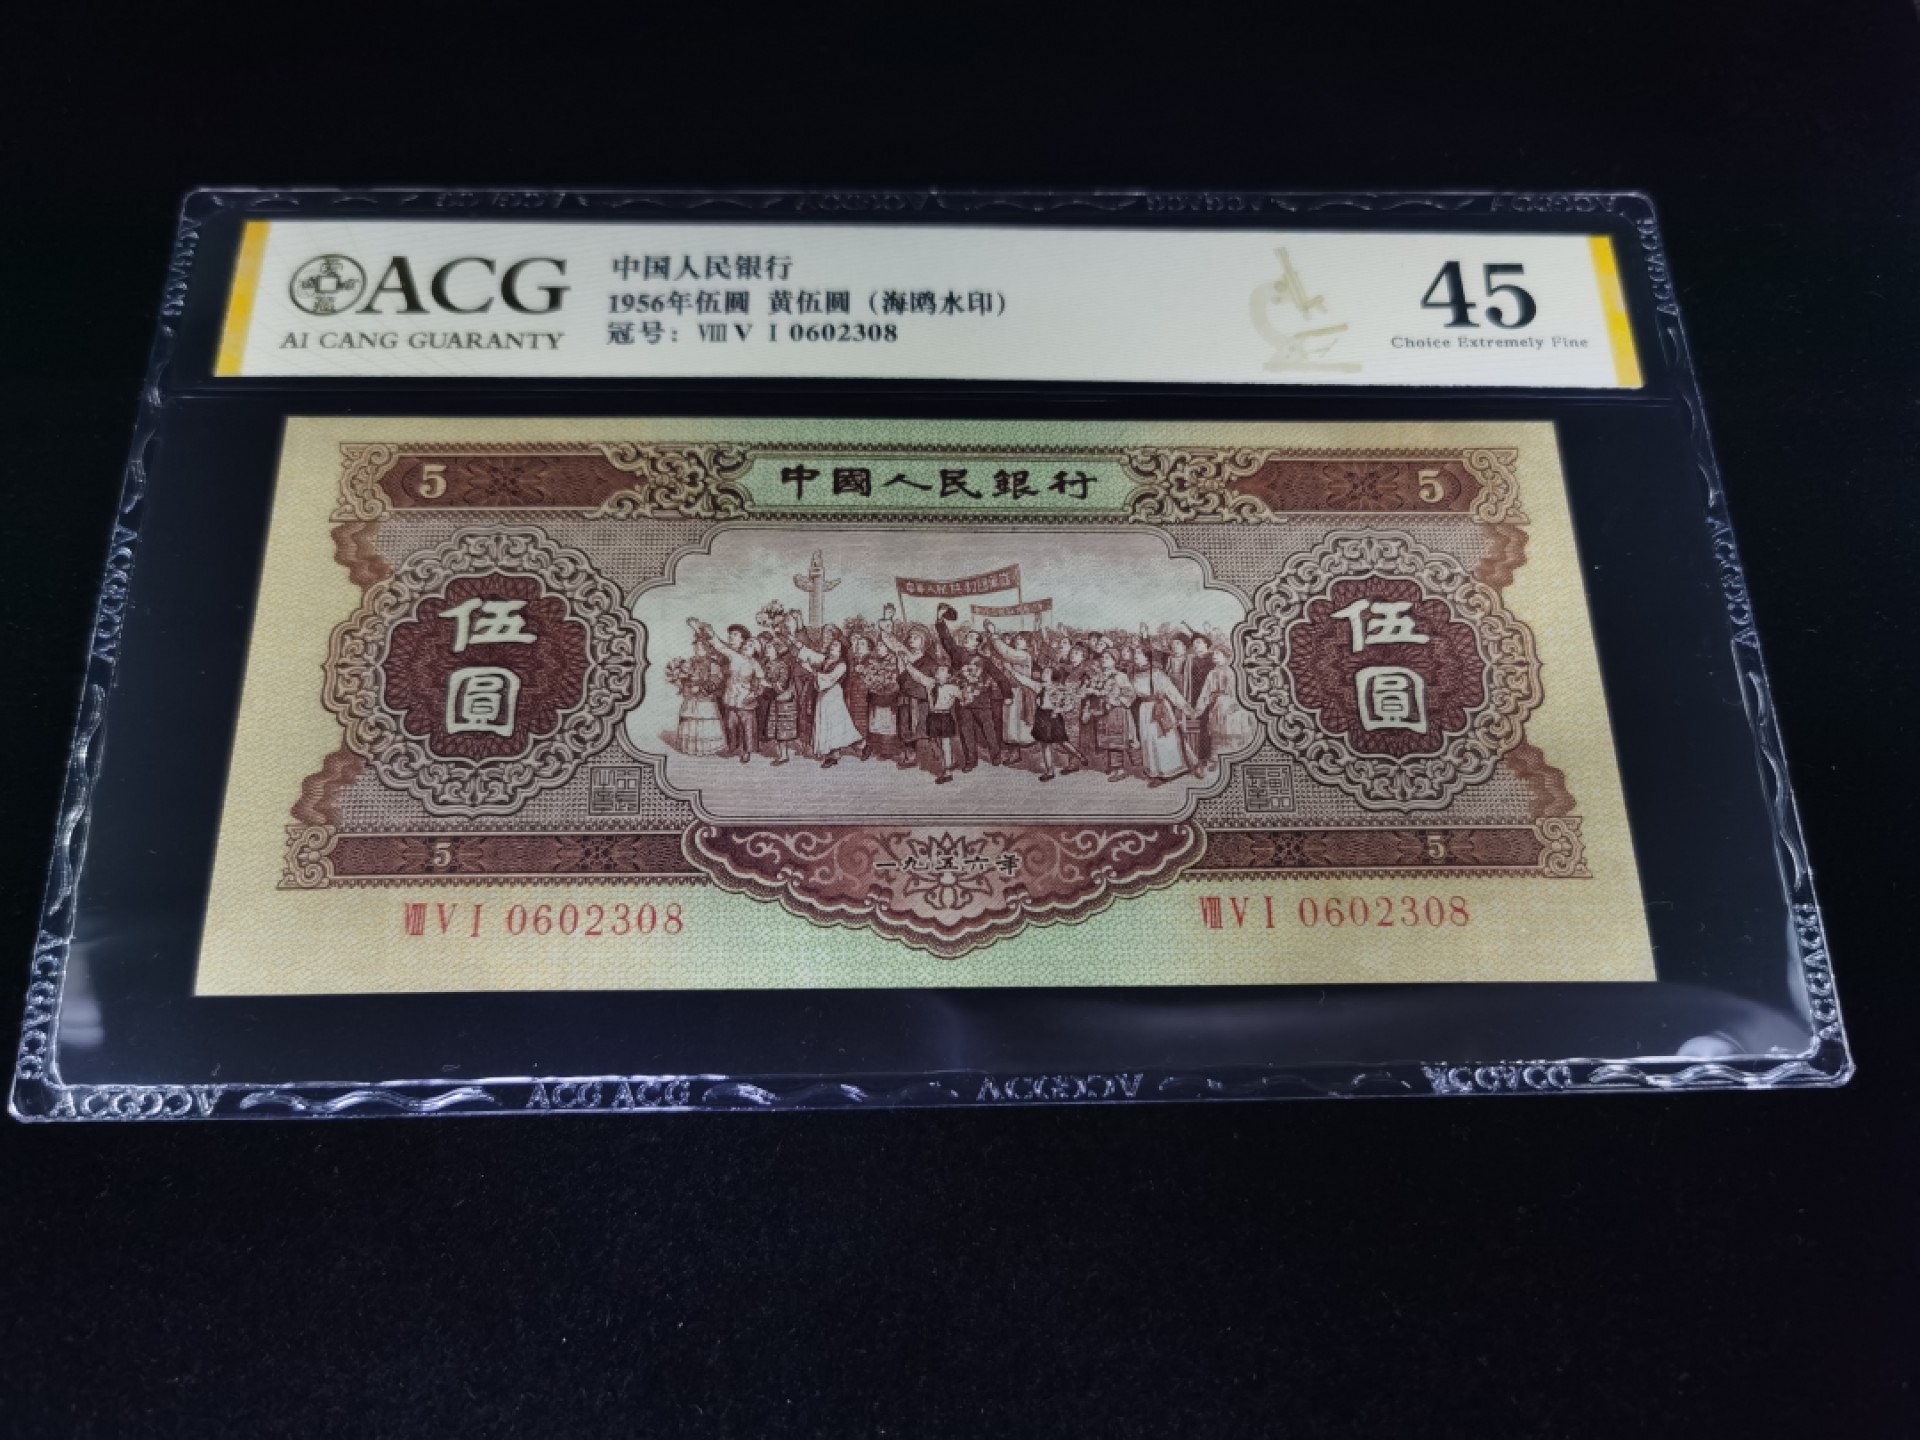 ACG
AI CANG GUARANTY
中国人民银行
1956年伍圓 黄伍圓（海鸥水印）
冠号：Ⅷ V Ⅰ 0602308
45
Choice Extremely Fine
5 中國人民銀行 5
伍圓 伍圓
5 一九五六年 5
Ⅷ V Ⅰ 0602308 Ⅷ V Ⅰ 0602308
ACG ACG